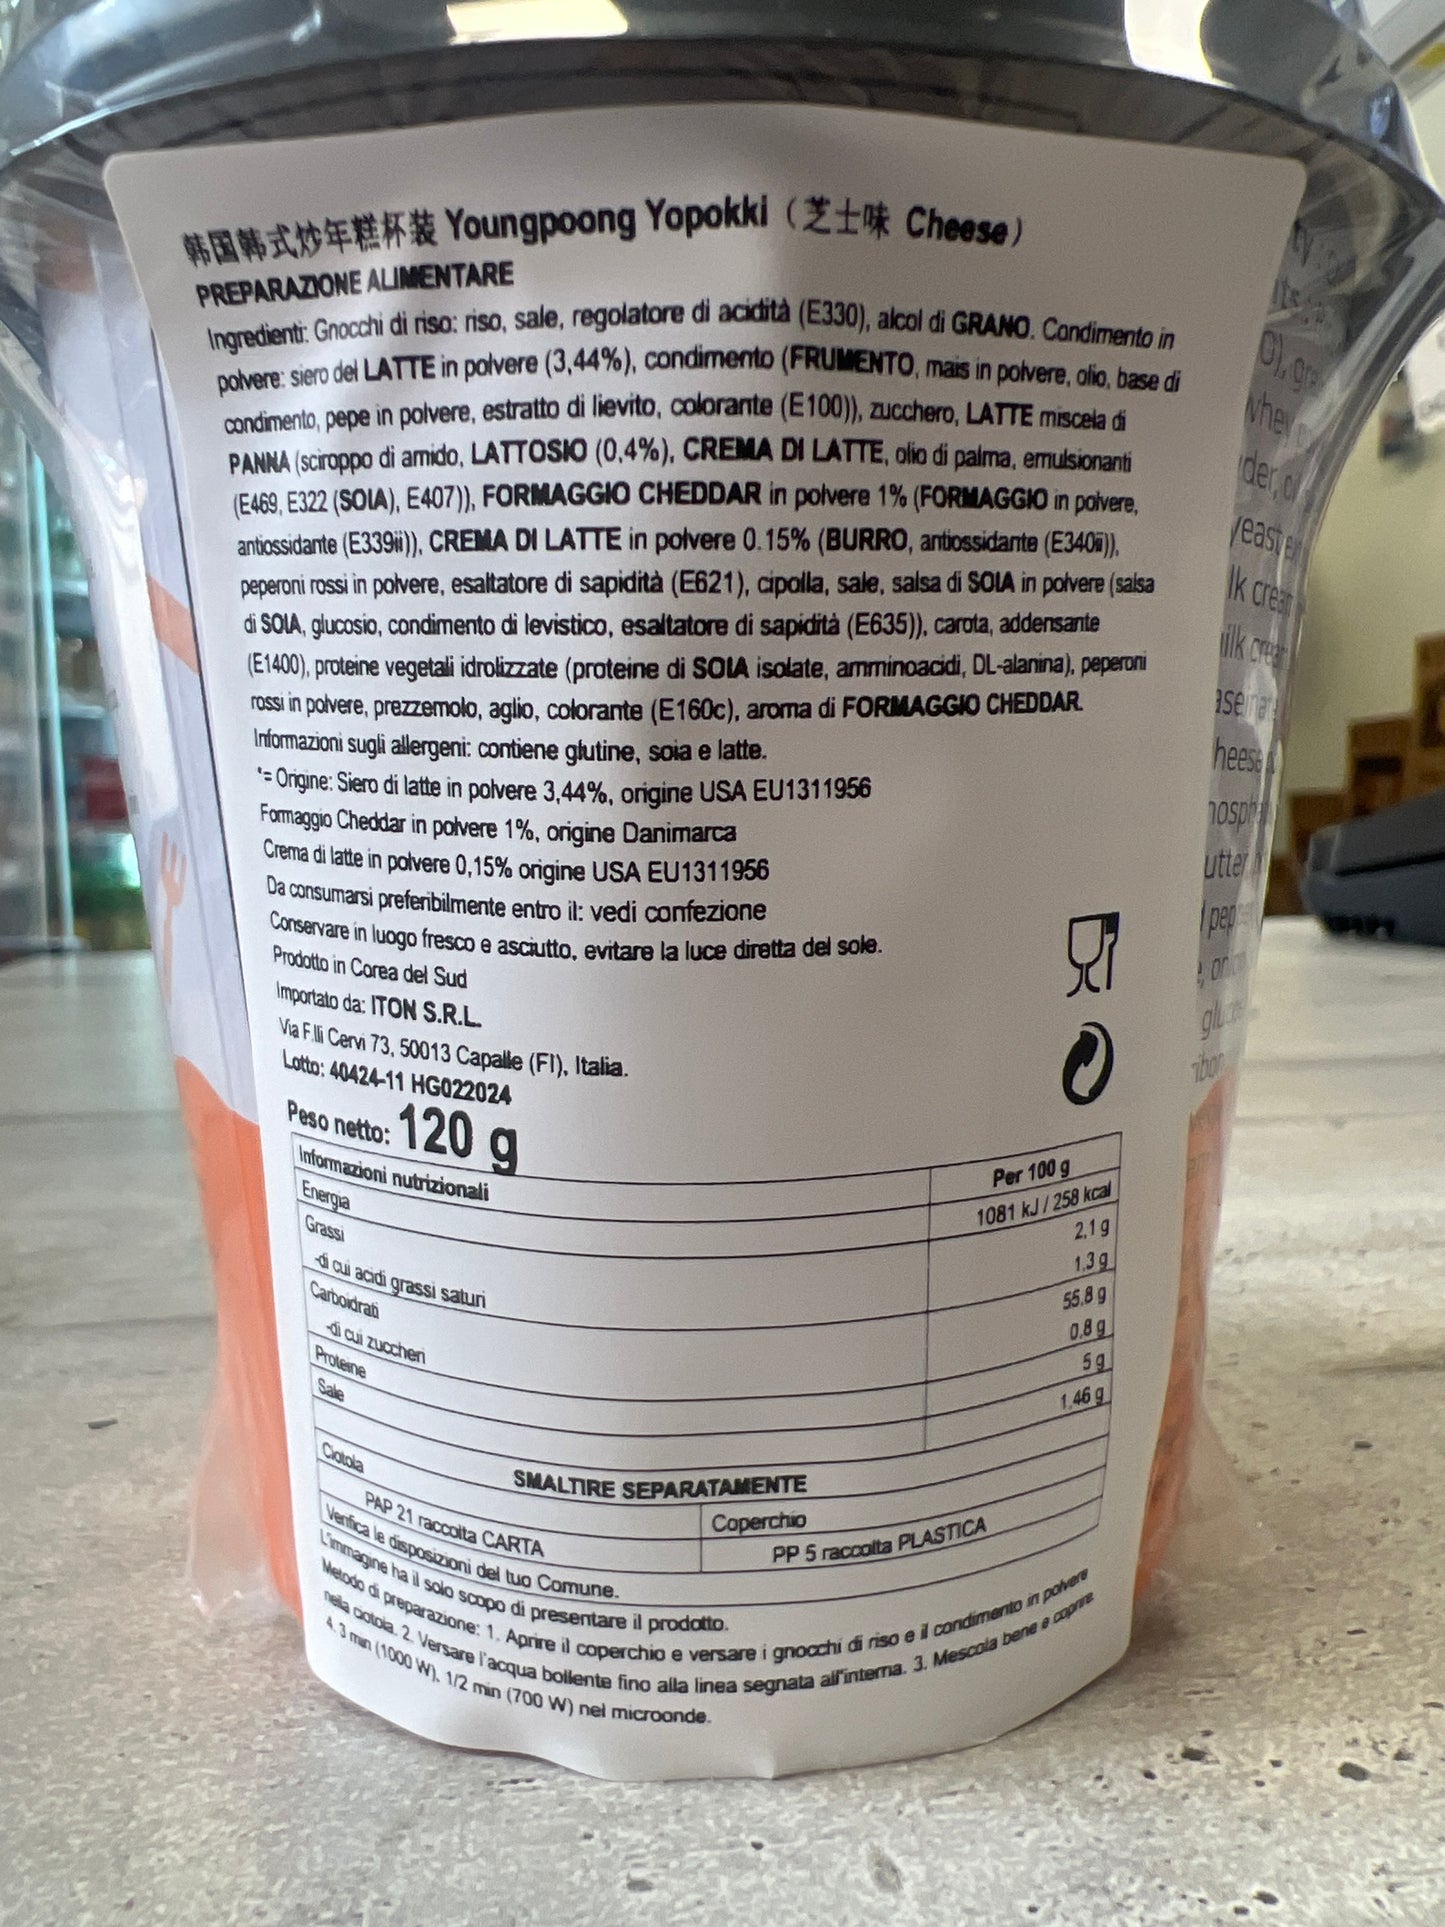 韩国韩式炒年糕杯装 Youngpoong Yopokki (芝士味 Cheese)
PREPARAZIONE ALIMENTARE
Ingredienti: Gnocchi di riso: riso, sale, regolatore di acidità (E330), alcol di GRANO. Condimento in
polvere: siero del LATTE in polvere (3,44%), condimento (FRUMENTO, mais in polvere, olio, base di
condimento, pepe in polvere, estratto di lievito, colorante (E100)), zucchero, LATTE miscela di
PANNA (sciroppo di amido, LATTOSIO (0,4%), CREMA DI LATTE, olio di palma, emulsionanti
(E469, E322 (SOIA), E407)), FORMAGGIO CHEDDAR in polvere 1% (FORMAGGIO in polvere,
antiossidante (E339ii)), CREMA DI LATTE in polvere 0.15% (BURRO, antiossidante (E340ii)),
peperoni rossi in polvere, esaltatore di sapidità (E621), cipolla, sale, salsa di SOIA in polvere (salsa
di SOIA, glucosio, condimento di levistico, esaltatore di sapidità (E635)), carota, addensante
(E1400), proteine vegetali idrolizzate (proteine di SOIA isolate, amminoacidi, DL-alanina), peperoni
rossi in polvere, prezzemolo, aglio, colorante (E160c), aroma di FORMAGGIO CHEDDAR.
Informazioni sugli allergeni: contiene glutine, soia e latte.
*= Origine: Siero di latte in polvere 3,44%, origine USA EU1311956
Formaggio Cheddar in polvere 1%, origine Danimarca
Crema di latte in polvere 0,15% origine USA EU1311956
Da consumarsi preferibilmente entro il: vedi confezione
Conservare in luogo fresco e asciutto, evitare la luce diretta del sole.
Prodotto in Corea del Sud
Importato da: ITON S.R.L.
Via F.lli Cervi 73, 50013 Capalle (FI), Italia.
Lotto: 40424-11 HG022024
Peso netto: 120 g
Informazioni nutrizionali Per 100 g
Energia 1081 kJ / 258 kcal
Grassi 2,1 g
-di cui acidi grassi saturi 1,3 g
Carboidrati 55,8 g
-di cui zuccheri 0,8 g
Proteine 5 g
Sale 1,46 g
SMALTIRE SEPARATAMENTE
Ciotola Coperchio
PAP 21 raccolta CARTA PP 5 raccolta PLASTICA
Verifica le disposizioni del tuo Comune.
L'immagine ha il solo scopo di presentare il prodotto.
Metodo di preparazione: 1. Aprire il coperchio e versare i gnocchi di riso e il condimento in polvere
nella ciotola. 2. Versare l'acqua bollente fino alla linea segnata all'interna. 3. Mescola bene e coprire.
4. 3 min (1000 W), 1/2 min (700 W) nel microonde.